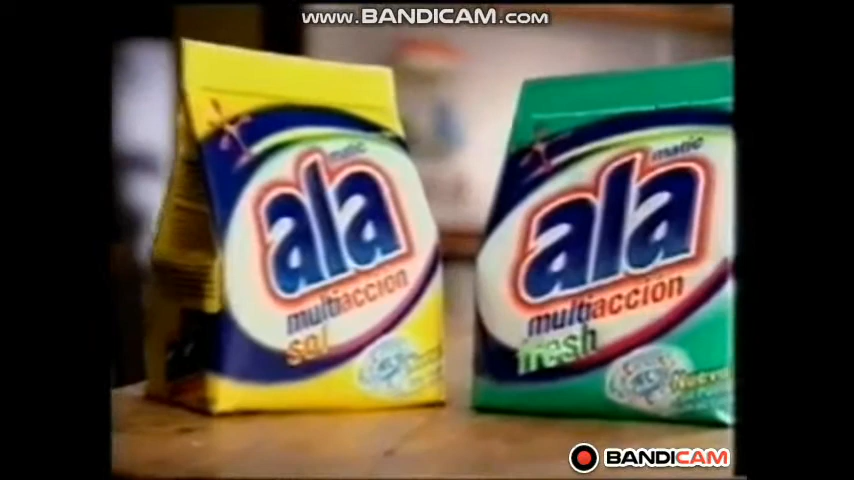 www.BANDICAM.com
matic
ala
multiacción
sol
matic
ala
multiacción
fresh
Nuevo
BANDICAM